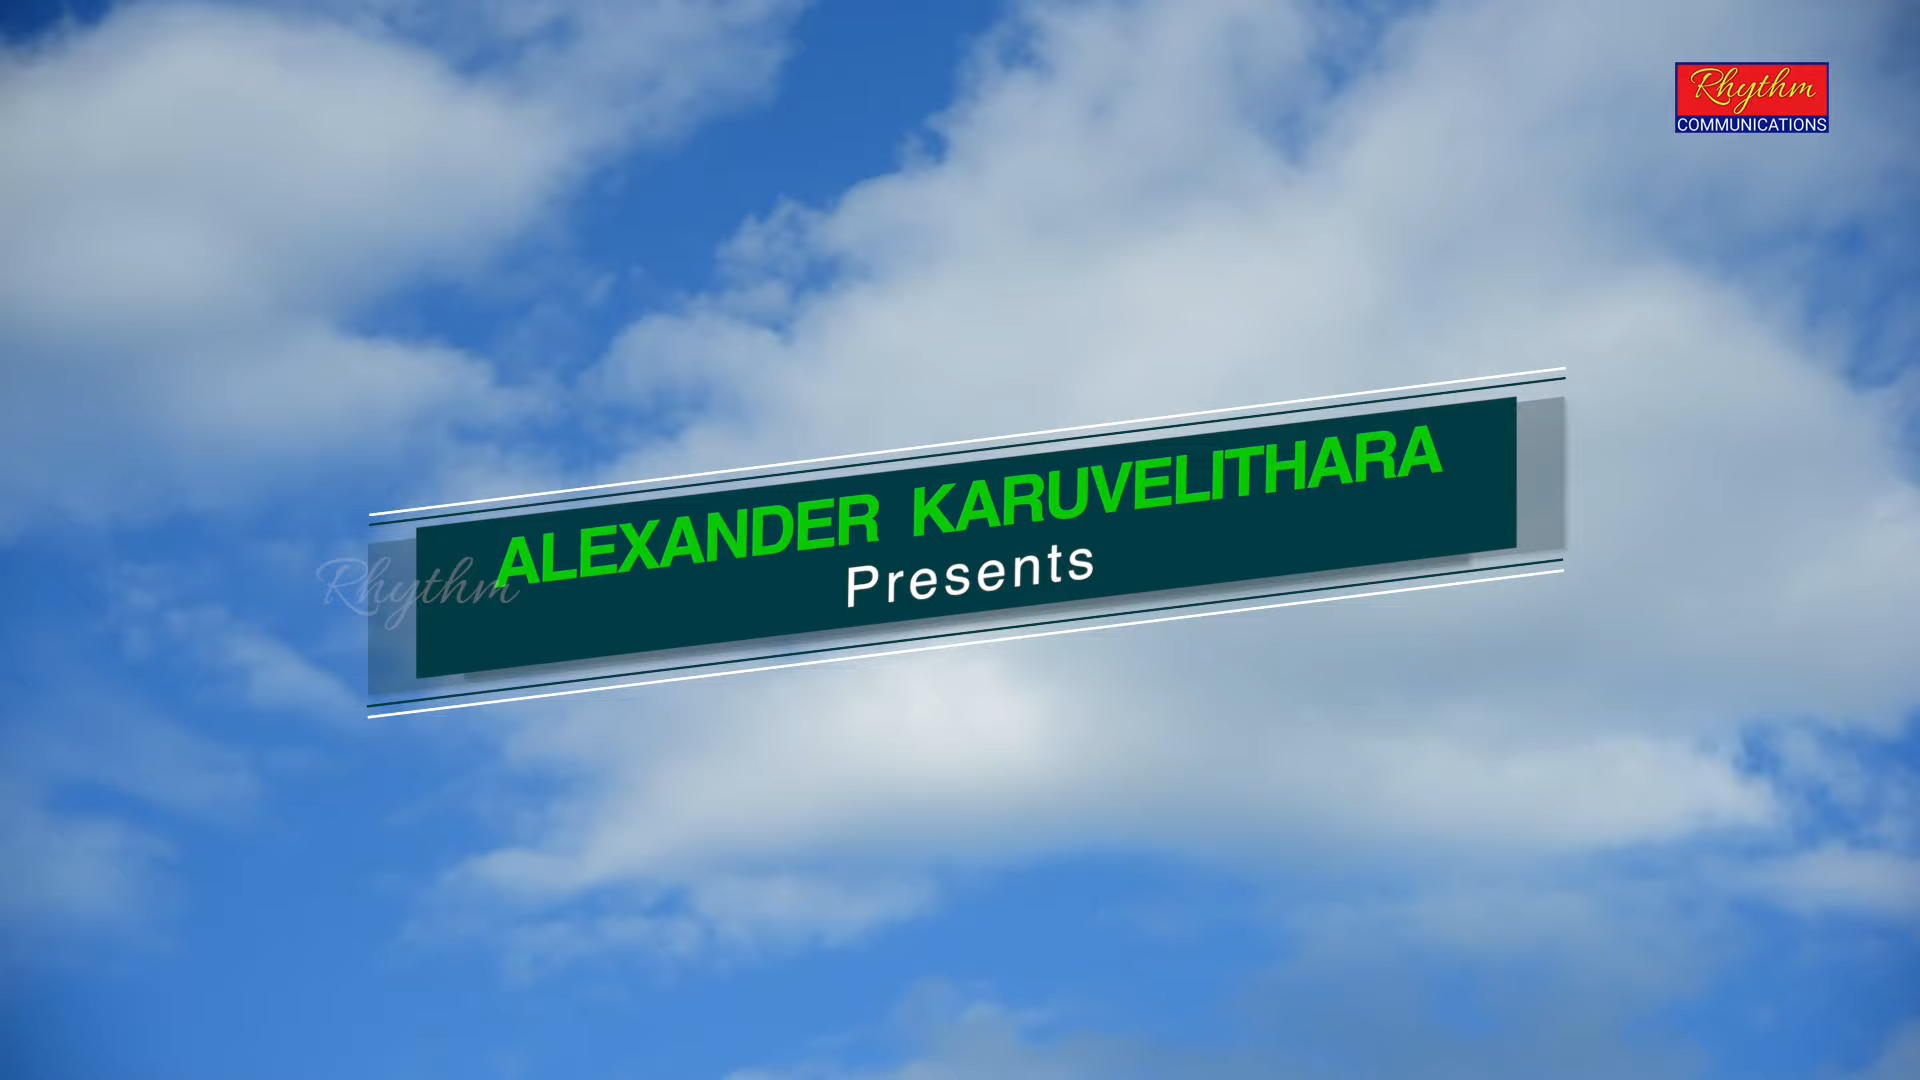 Rhythm
COMMUNICATIONS
ALEXANDER KARUVELITHARA
Presents
Rhythm